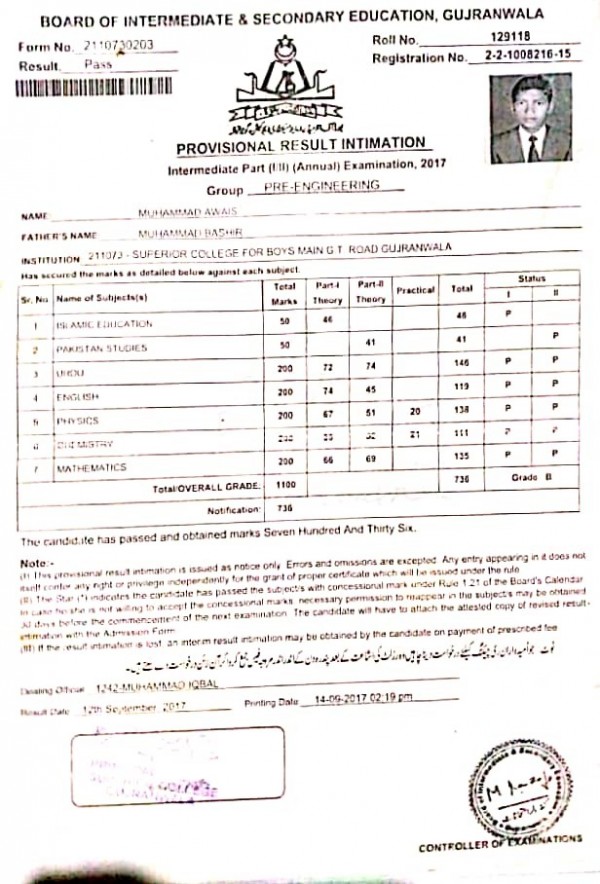 BOARD OF INTERMEDIATE & SECONDARY EDUCATION, GUJRANWALA
Form No. 2110730203
Roll No. 129118
Result. Pass
Registration No. 2-2-1008216-15
PROVISIONAL RESULT INTIMATION
Intermediate Part (I/II) (Annual) Examination, 2017
Group PRE-ENGINEERING
NAME MUHAMMAD AWAIS
FATHER'S NAME MUHAMMAD BASHIR
INSTITUTION 211073 - SUPERIOR COLLEGE FOR BOYS MAIN G.T. ROAD GUJRANWALA
Has secured the marks as detailed below against each subject.
Sr. No Name of Subjects(s) Total Marks Part-I Theory Part-II Theory Practical Total Status I II
1 ISLAMIC EDUCATION 50 46 46 P
2 PAKISTAN STUDIES 50 41 41 P
3 URDU 200 72 74 146 P P
4 ENGLISH 200 74 45 119 P P
5 PHYSICS 200 67 51 20 138 P P
6 CHEMISTRY 21 111 P P
7 MATHEMATICS 200 66 69 135 P P
Total/OVERALL GRADE: 1100 736 Grade B
Notification: 736
The candidate has passed and obtained marks Seven Hundred And Thirty Six.
Note:-
(I) This provisional result intimation is issued as notice only. Errors and omissions are excepted. Any entry appearing in it does
itself confer any right or privilege independently for the grant of proper certificate which will be issued under the rule
(II) The Star (*) indicates the candidate has passed the subject/s with concessional mark under Rule 1.21 of the Board's Calendar
In case he/she is not willing to accept the concessional marks, necessary permission to reappear in the subject/s may be obtained
30 days before the commencement of the next examination. The candidate will have to attach the attested copy of revised result-
intimation with the Admission Form
(III) If the result intimation is lost, an interim result intimation may be obtained by the candidate on payment of prescribed fee
Dealing Official 1242-MUHAMMAD IQBAL
Result Date 12th September, 2017 Printing Date 14-09-2017 02:19 pm
CONTROLLER OF EXAMINATIONS